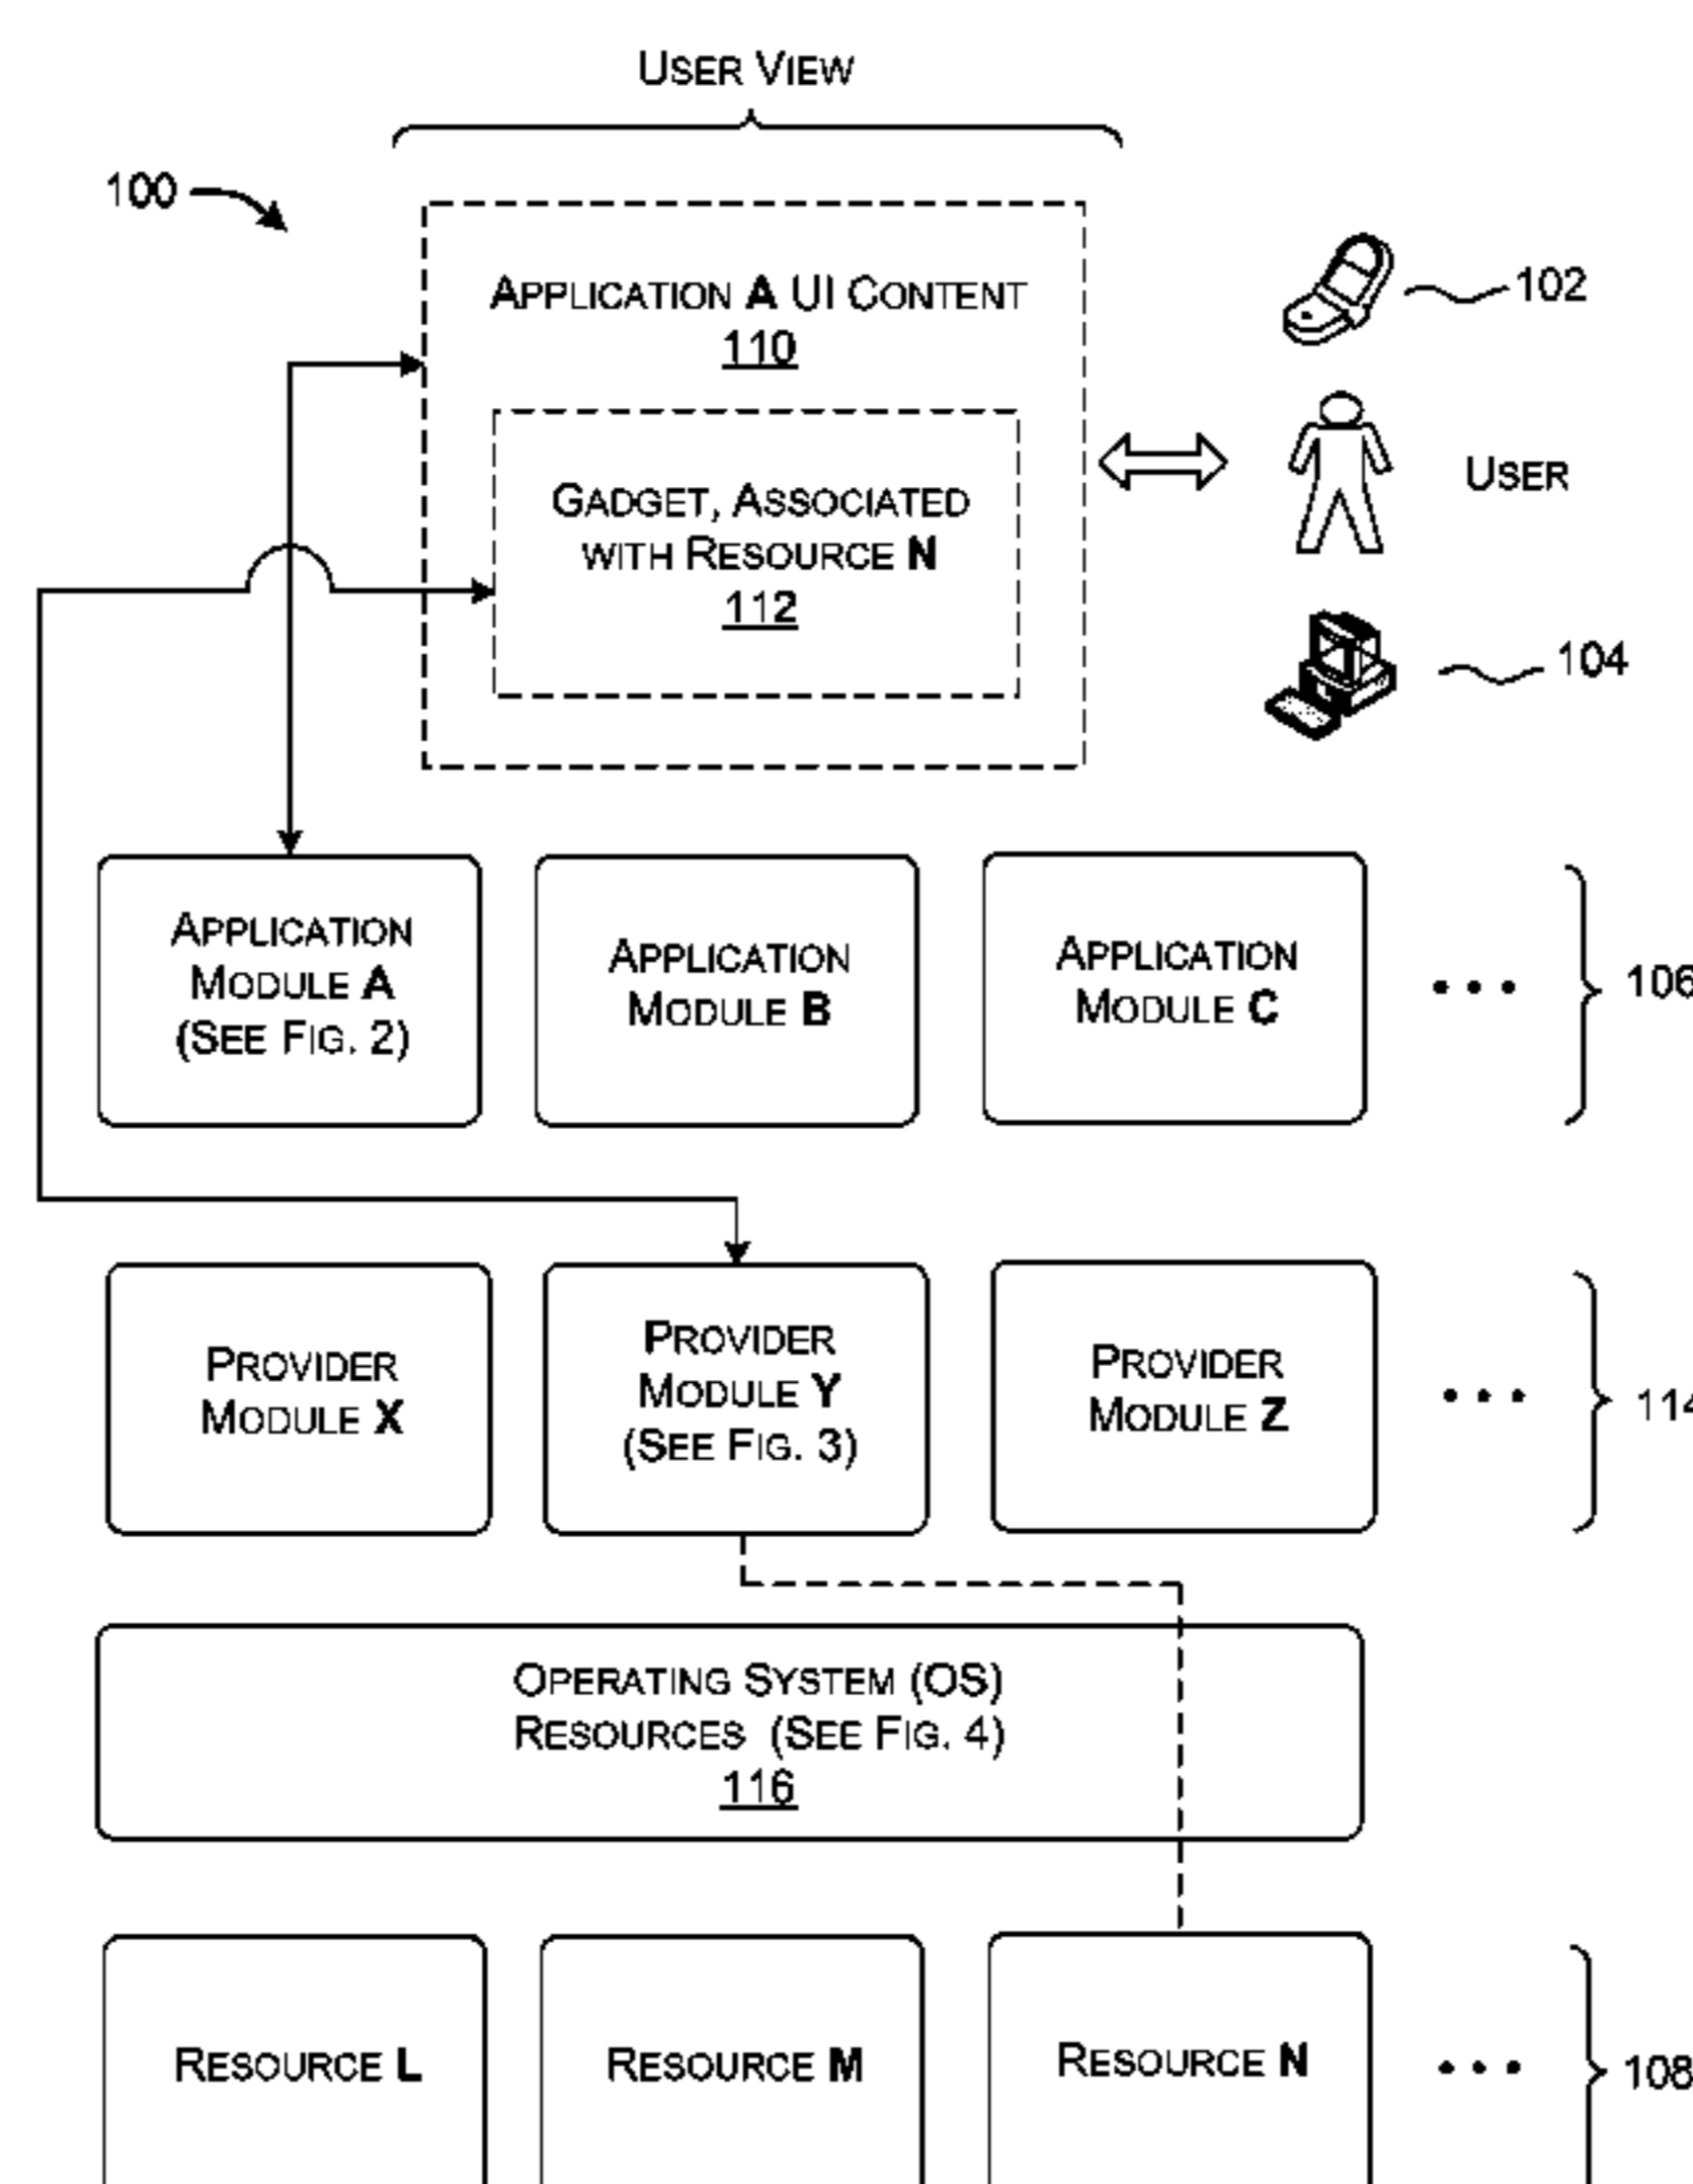 USER VIEW
100
APPLICATION A UI CONTENT
110
102
GADGET, ASSOCIATED
WITH RESOURCE N
112
USER
104
APPLICATION
MODULE A
(SEE FIG. 2)
APPLICATION
MODULE B
APPLICATION
MODULE C
• • •
106
PROVIDER
MODULE X
PROVIDER
MODULE Y
(SEE FIG. 3)
PROVIDER
MODULE Z
• • •
114
OPERATING SYSTEM (OS)
RESOURCES (SEE FIG. 4)
116
RESOURCE L
RESOURCE M
RESOURCE N
• • •
108